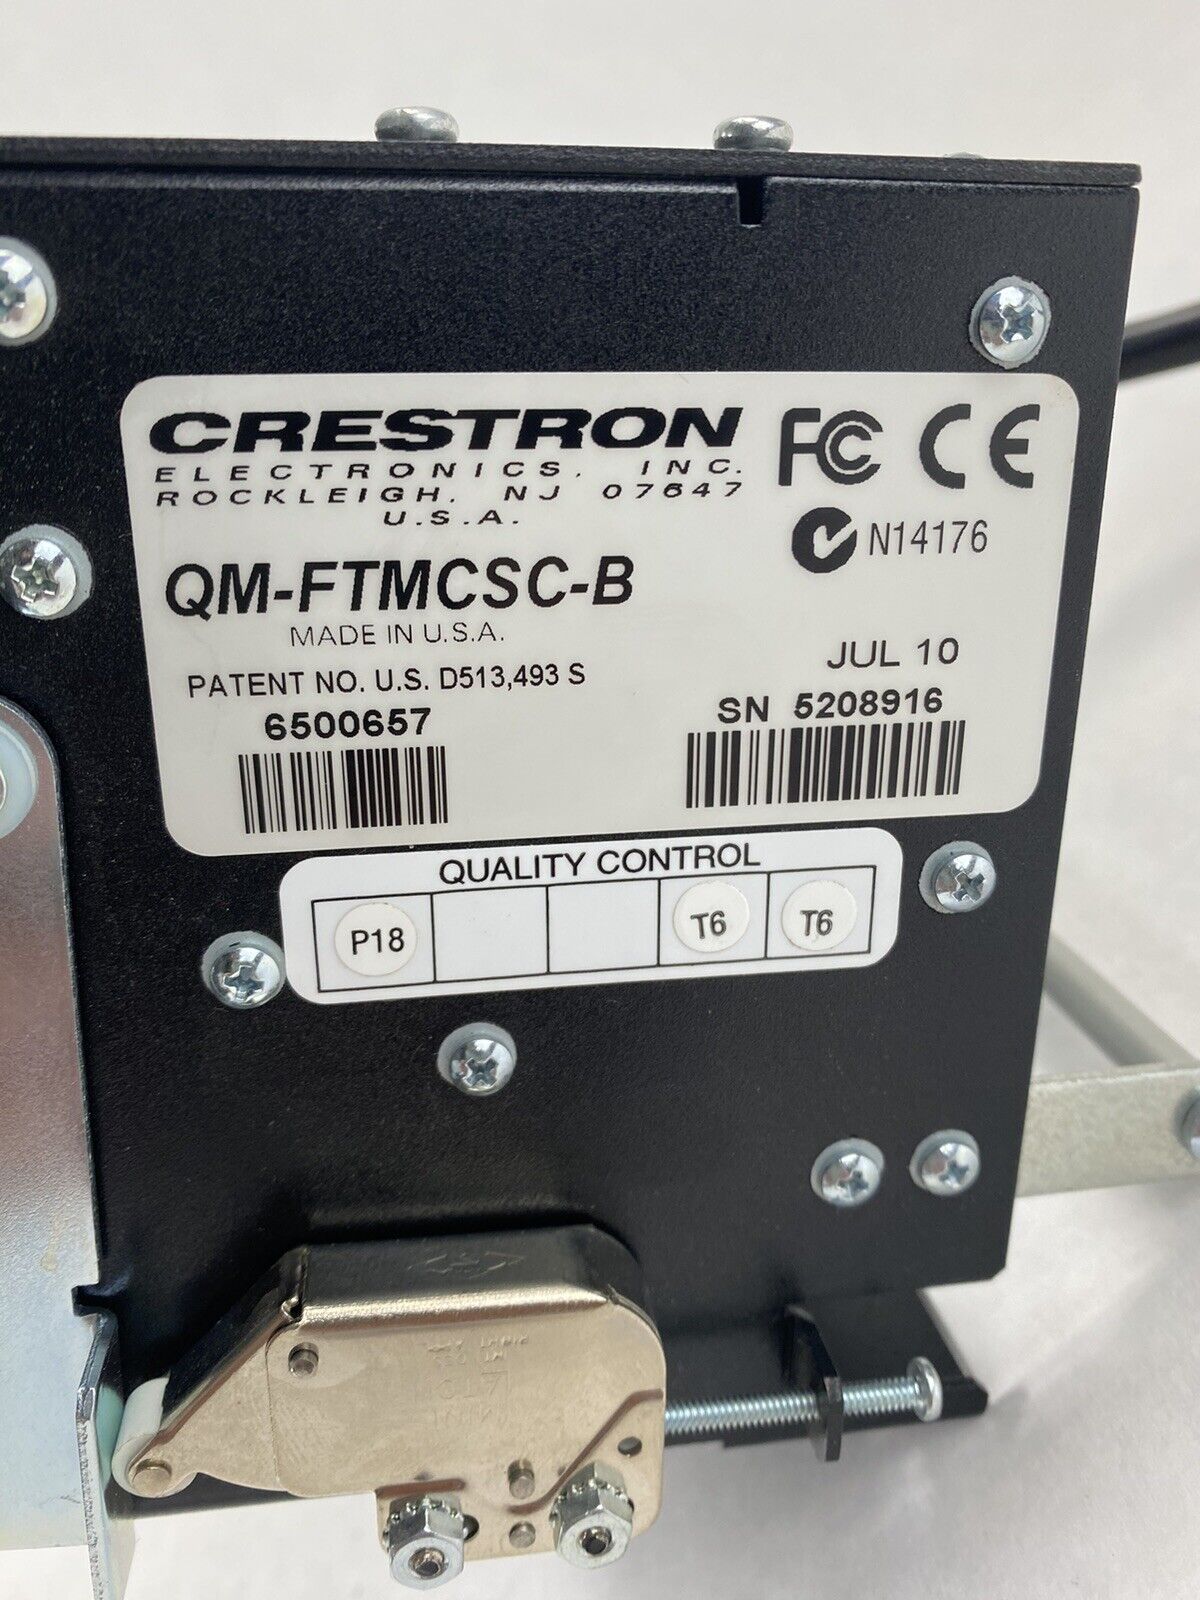 CRESTRON
ELECTRONICS, INC.
ROCKLEIGH, NJ 07647
U.S.A.
FC CE
N14176
QM-FTMCSC-B
MADE IN U.S.A.
PATENT NO. U.S. D513,493 S
JUL 10
6500657
SN 5208916
QUALITY CONTROL
P18 T6 T6